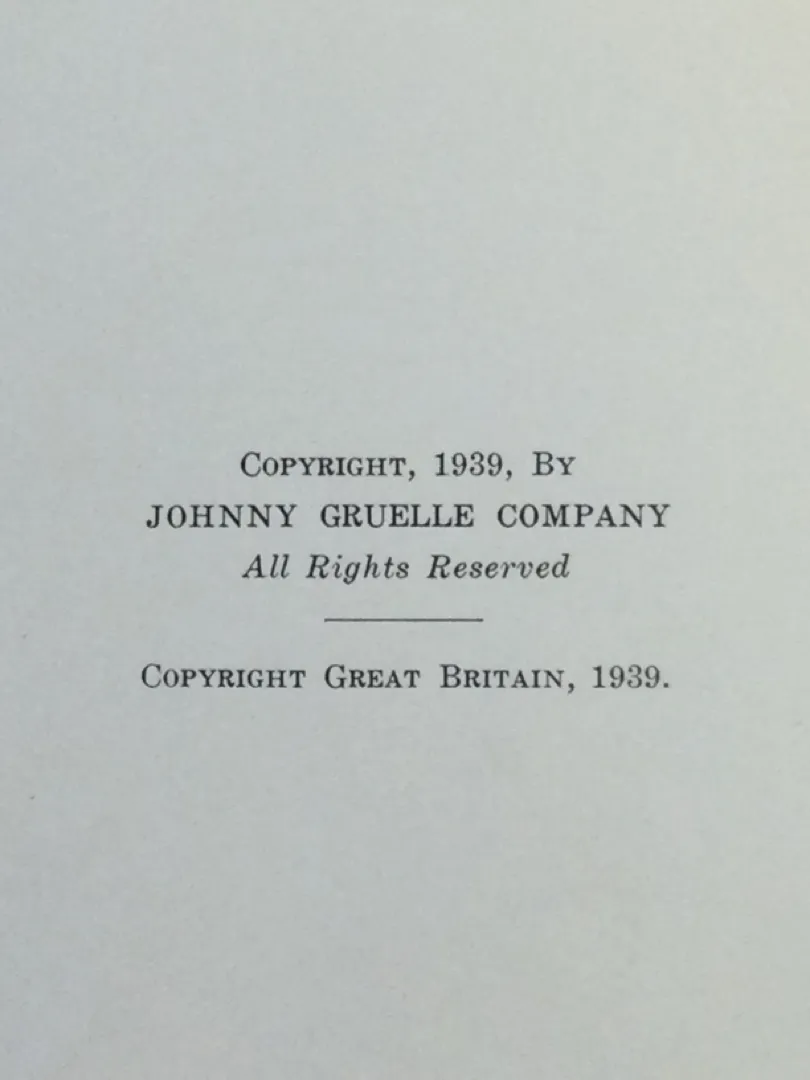 Copyright, 1939, By
JOHNNY GRUELLE COMPANY
All Rights Reserved
Copyright Great Britain, 1939.